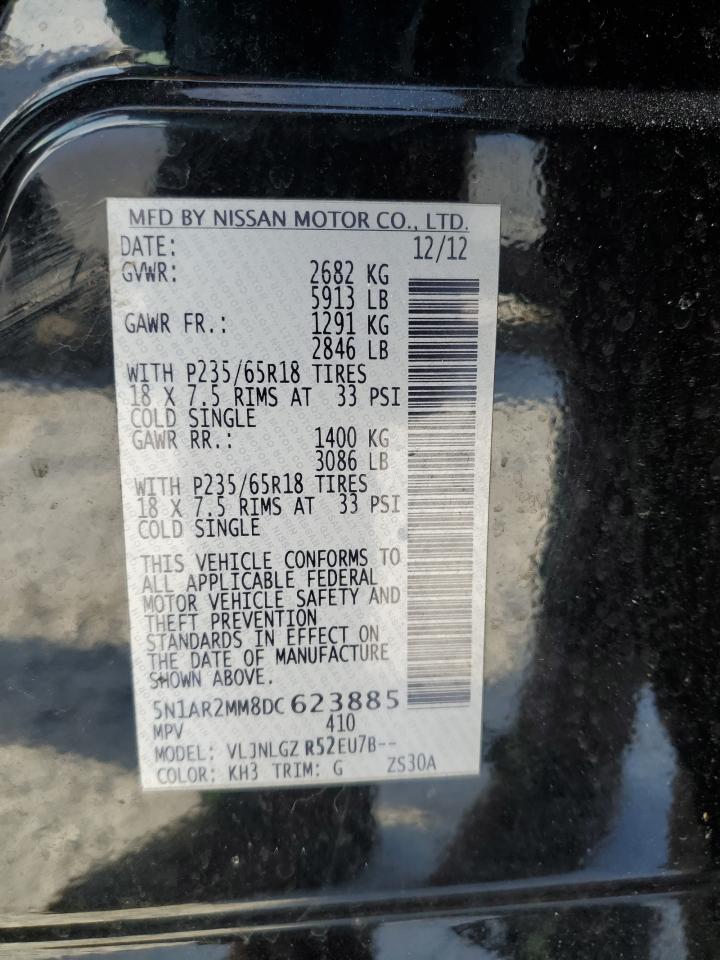 MFD BY NISSAN MOTOR CO., LTD.
DATE: 12/12
GVWR: 2682 KG
5913 LB
GAWR FR.: 1291 KG
2846 LB
WITH P235/65R18 TIRES
18 X 7.5 RIMS AT 33 PSI
COLD SINGLE
GAWR RR.: 1400 KG
3086 LB
WITH P235/65R18 TIRES
18 X 7.5 RIMS AT 33 PSI
COLD SINGLE
THIS VEHICLE CONFORMS TO
ALL APPLICABLE FEDERAL
MOTOR VEHICLE SAFETY AND
THEFT PREVENTION
STANDARDS IN EFFECT ON
THE DATE OF MANUFACTURE
SHOWN ABOVE.
5N1AR2MM8DC623885
MPV 410
MODEL: VLJNLGZ R52EU7B--
COLOR: KH3 TRIM: G ZS30A